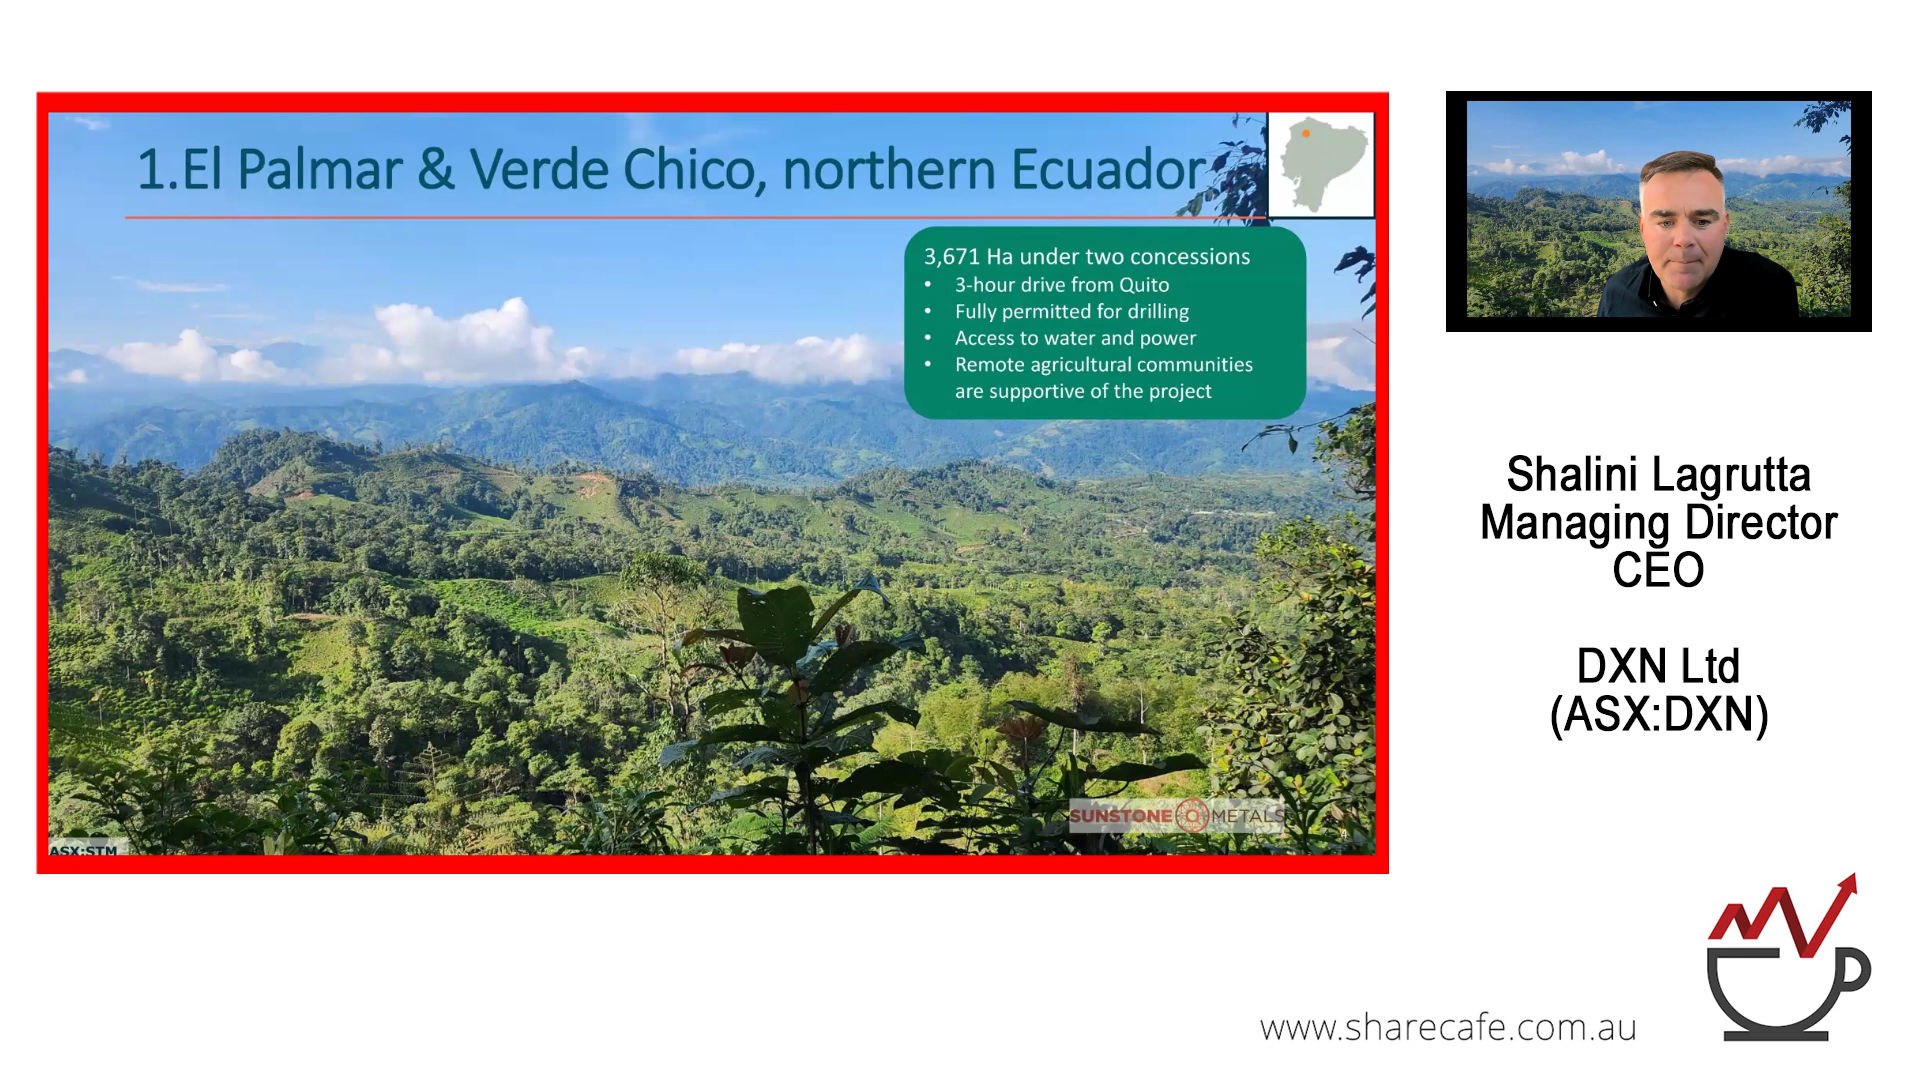 1.El Palmar & Verde Chico, northern Ecuador
3,671 Ha under two concessions
• 3-hour drive from Quito
• Fully permitted for drilling
• Access to water and power
• Remote agricultural communities
are supportive of the project
SUNSTONE METALS
4
ASX:STM
Shalini Lagrutta
Managing Director
CEO
DXN Ltd
(ASX:DXN)
www.sharecafe.com.au